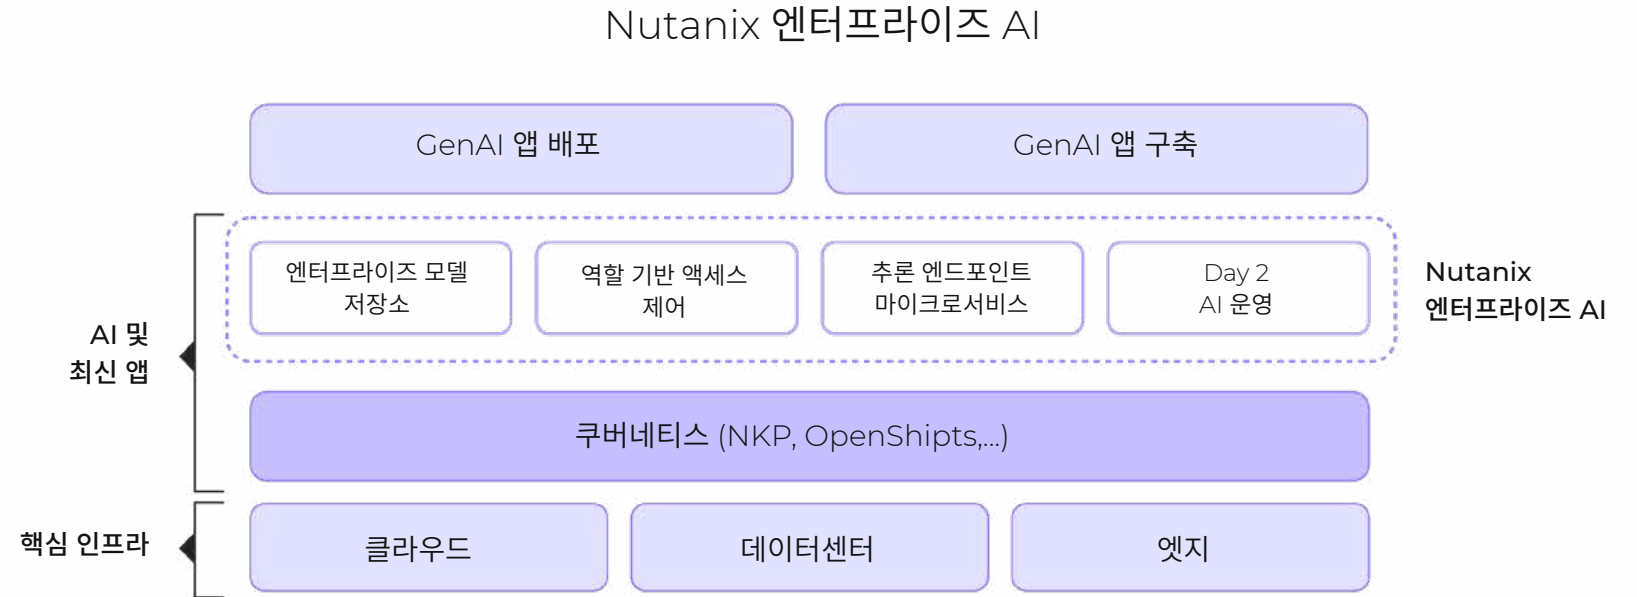 Nutanix 엔터프라이즈 AI
GenAI 앱 배포
GenAI 앱 구축
엔터프라이즈 모델
저장소
역할 기반 액세스
제어
추론 엔드포인트
마이크로서비스
Day 2
AI 운영
Nutanix
엔터프라이즈 AI
AI 및
최신 앱
쿠버네티스 (NKP, OpenShipts,...)
핵심 인프라
클라우드
데이터센터
엣지